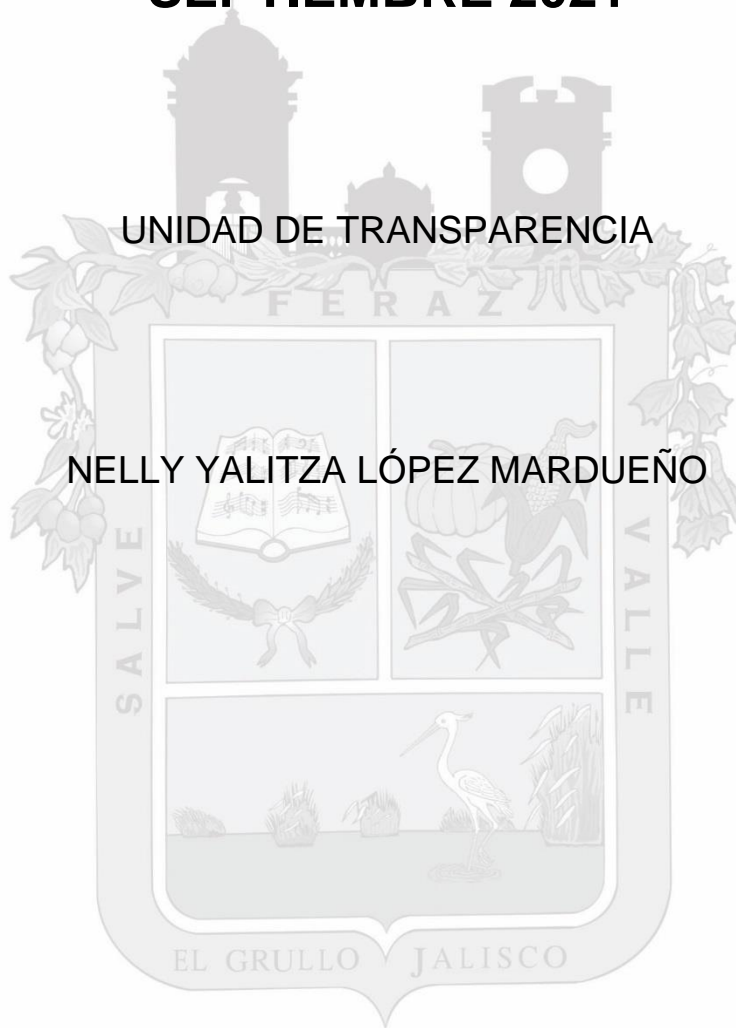 SEPTIEMBRE 2021
UNIDAD DE TRANSPARENCIA
FERAZ
NELLY YALITZA LÓPEZ MARDUEÑO
SALVE
VALLE
EL GRULLO JALISCO